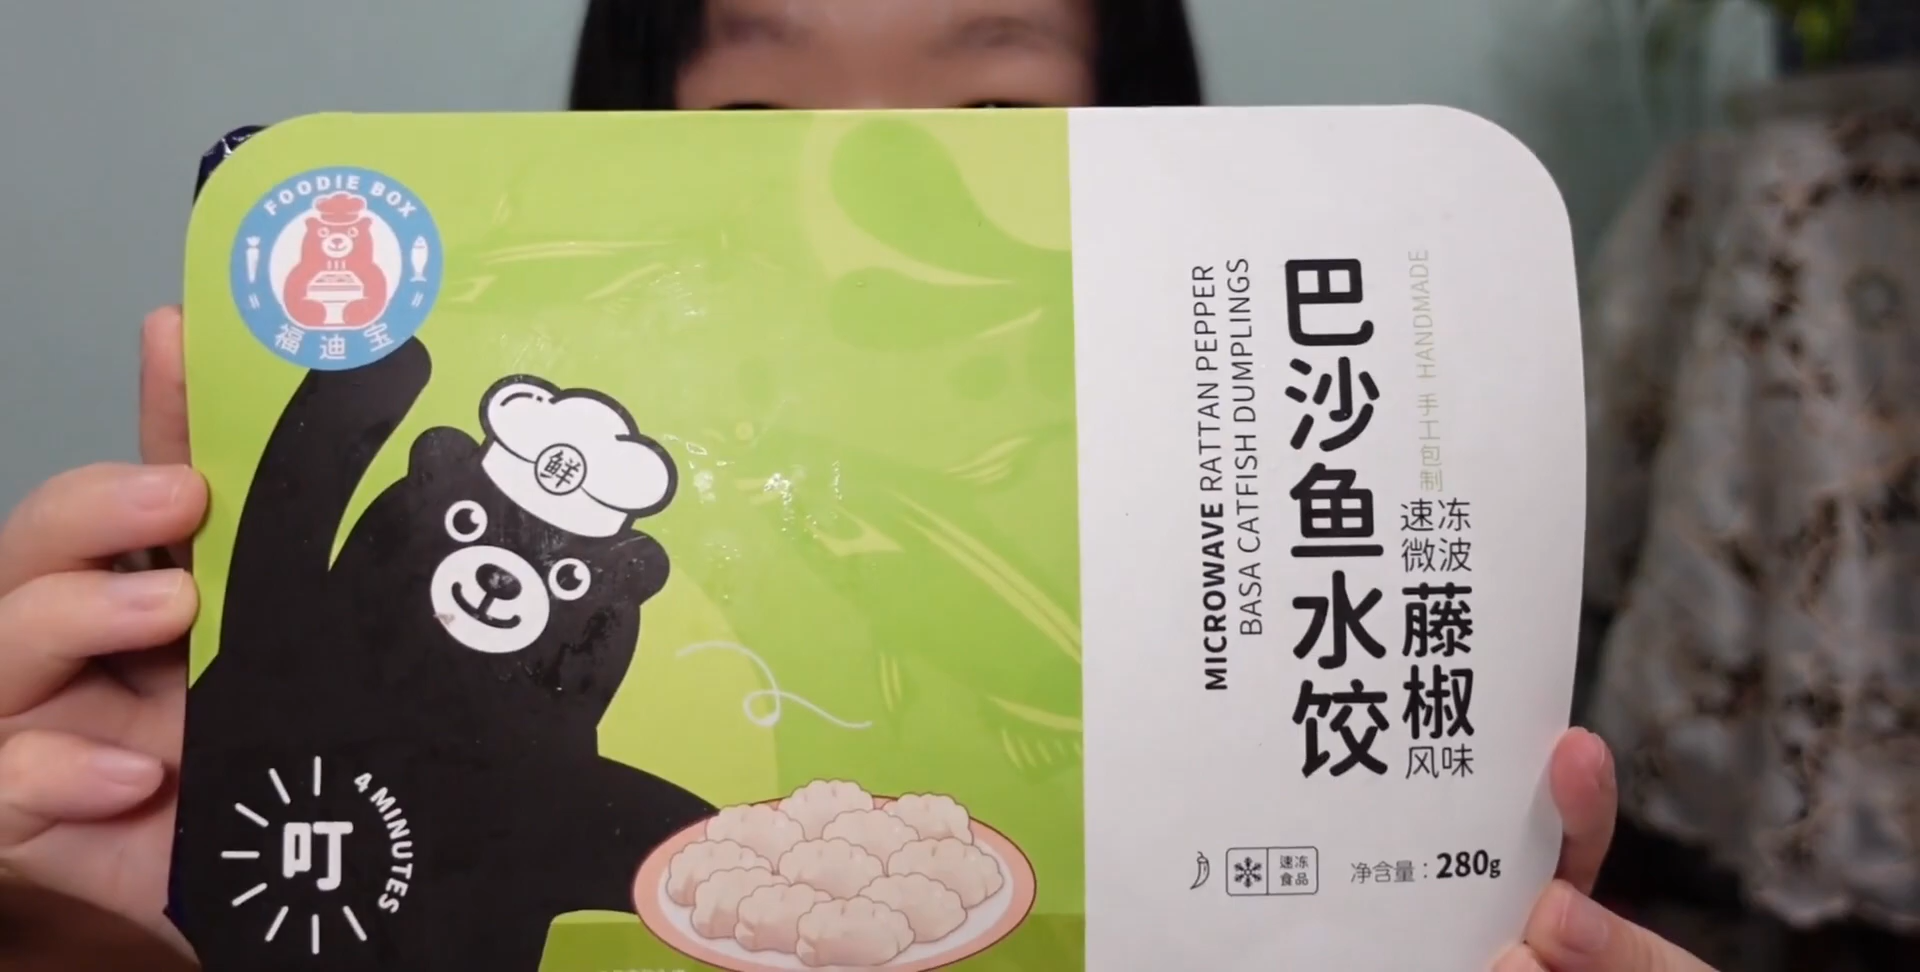 FOODIE BOX
福迪宝
鲜
叮
4 MINUTES
MICROWAVE RATTAN PEPPER
BASA CATFISH DUMPLINGS
巴沙鱼水饺
HANDMADE 手工包制
速冻
微波
藤椒
风味
速冻
食品
净含量：280g